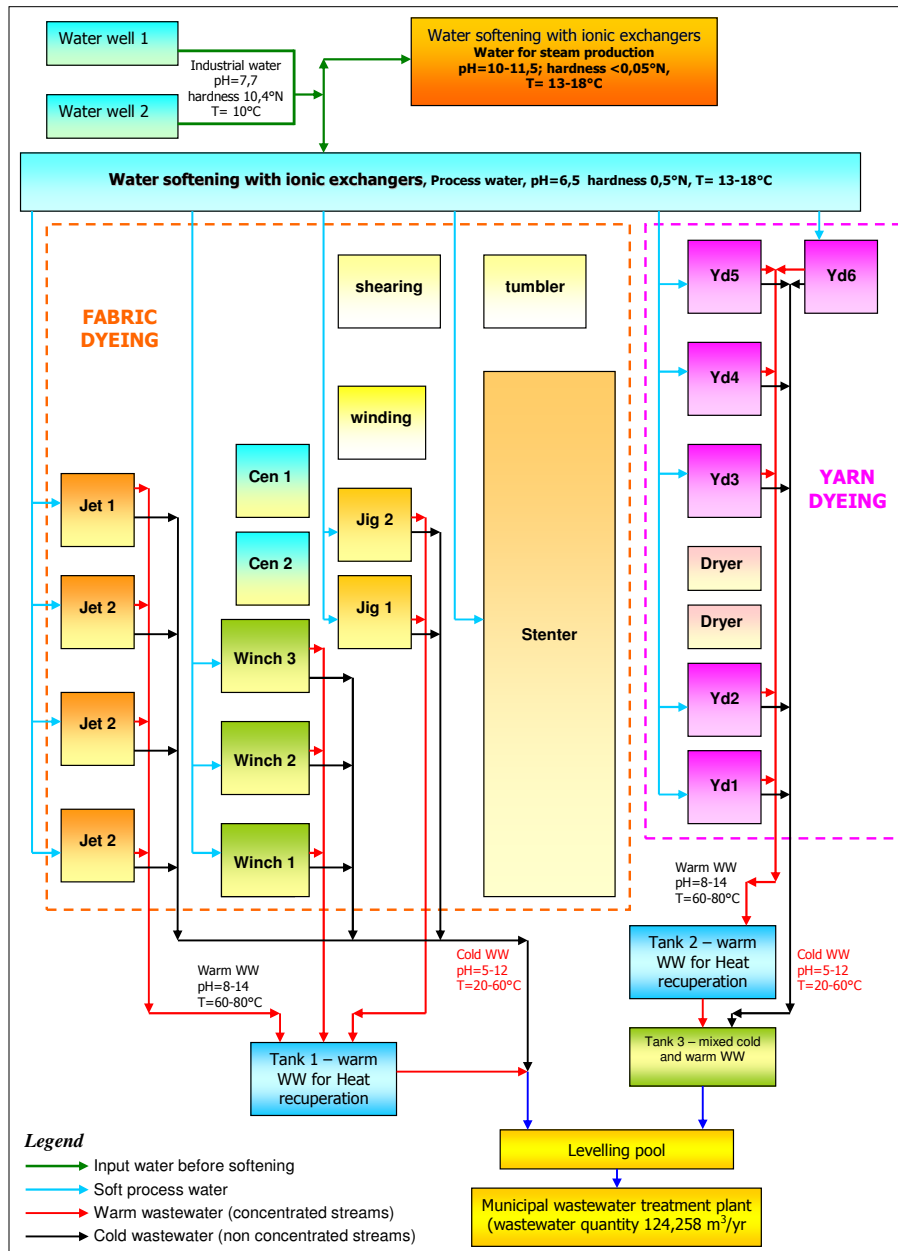 Water well 1
Water well 2
Industrial water
pH=7,7
hardness 10,4°N
T= 10°C
Water softening with ionic exchangers
Water for steam production
pH=10-11,5; hardness <0,05°N,
T= 13-18°C
Water softening with ionic exchangers, Process water, pH=6,5 hardness 0,5°N, T= 13-18°C
FABRIC
DYEING
shearing
tumbler
winding
Cen 1
Cen 2
Jet 1
Jet 2
Jet 2
Jet 2
Winch 3
Winch 2
Winch 1
Jig 2
Jig 1
Stenter
Yd5
Yd6
Yd4
Yd3
YARN
DYEING
Dryer
Dryer
Yd2
Yd1
Warm WW
pH=8-14
T=60-80°C
Cold WW
pH=5-12
T=20-60°C
Warm WW
pH=8-14
T=60-80°C
Tank 2 – warm
WW for Heat
recuperation
Cold WW
pH=5-12
T=20-60°C
Tank 1 – warm
WW for Heat
recuperation
Tank 3 – mixed cold
and warm WW
Levelling pool
Municipal wastewater treatment plant
(wastewater quantity 124,258 m³/yr
Legend
Input water before softening
Soft process water
Warm wastewater (concentrated streams)
Cold wastewater (non concentrated streams)